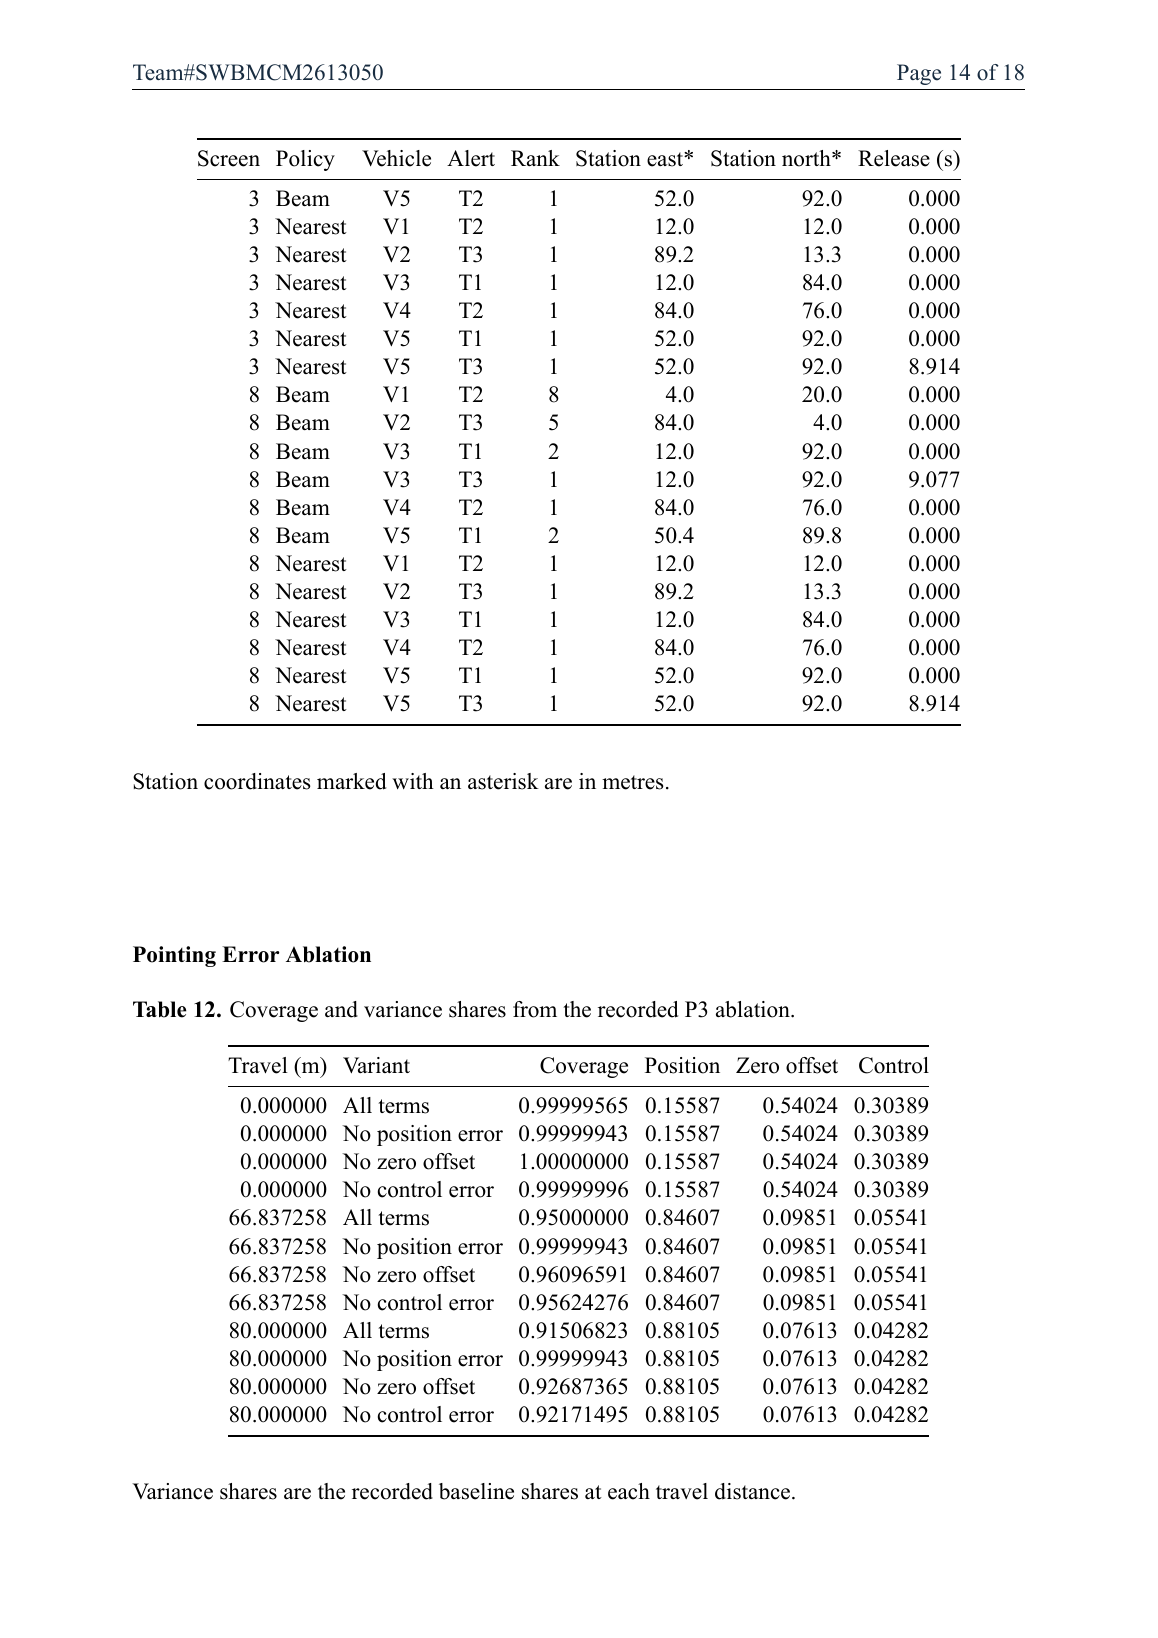 Team#SWBMCM2613050 Page 14 of 18
Screen Policy Vehicle Alert Rank Station east* Station north* Release (s)
3 Beam V5 T2 1 52.0 92.0 0.000
3 Nearest V1 T2 1 12.0 12.0 0.000
3 Nearest V2 T3 1 89.2 13.3 0.000
3 Nearest V3 T1 1 12.0 84.0 0.000
3 Nearest V4 T2 1 84.0 76.0 0.000
3 Nearest V5 T1 1 52.0 92.0 0.000
3 Nearest V5 T3 1 52.0 92.0 8.914
8 Beam V1 T2 8 4.0 20.0 0.000
8 Beam V2 T3 5 84.0 4.0 0.000
8 Beam V3 T1 2 12.0 92.0 0.000
8 Beam V3 T3 1 12.0 92.0 9.077
8 Beam V4 T2 1 84.0 76.0 0.000
8 Beam V5 T1 2 50.4 89.8 0.000
8 Nearest V1 T2 1 12.0 12.0 0.000
8 Nearest V2 T3 1 89.2 13.3 0.000
8 Nearest V3 T1 1 12.0 84.0 0.000
8 Nearest V4 T2 1 84.0 76.0 0.000
8 Nearest V5 T1 1 52.0 92.0 0.000
8 Nearest V5 T3 1 52.0 92.0 8.914
Station coordinates marked with an asterisk are in metres.
Pointing Error Ablation
Table 12. Coverage and variance shares from the recorded P3 ablation.
Travel (m) Variant Coverage Position Zero offset Control
0.000000 All terms 0.99999565 0.15587 0.54024 0.30389
0.000000 No position error 0.99999943 0.15587 0.54024 0.30389
0.000000 No zero offset 1.00000000 0.15587 0.54024 0.30389
0.000000 No control error 0.99999996 0.15587 0.54024 0.30389
66.837258 All terms 0.95000000 0.84607 0.09851 0.05541
66.837258 No position error 0.99999943 0.84607 0.09851 0.05541
66.837258 No zero offset 0.96096591 0.84607 0.09851 0.05541
66.837258 No control error 0.95624276 0.84607 0.09851 0.05541
80.000000 All terms 0.91506823 0.88105 0.07613 0.04282
80.000000 No position error 0.99999943 0.88105 0.07613 0.04282
80.000000 No zero offset 0.92687365 0.88105 0.07613 0.04282
80.000000 No control error 0.92171495 0.88105 0.07613 0.04282
Variance shares are the recorded baseline shares at each travel distance.